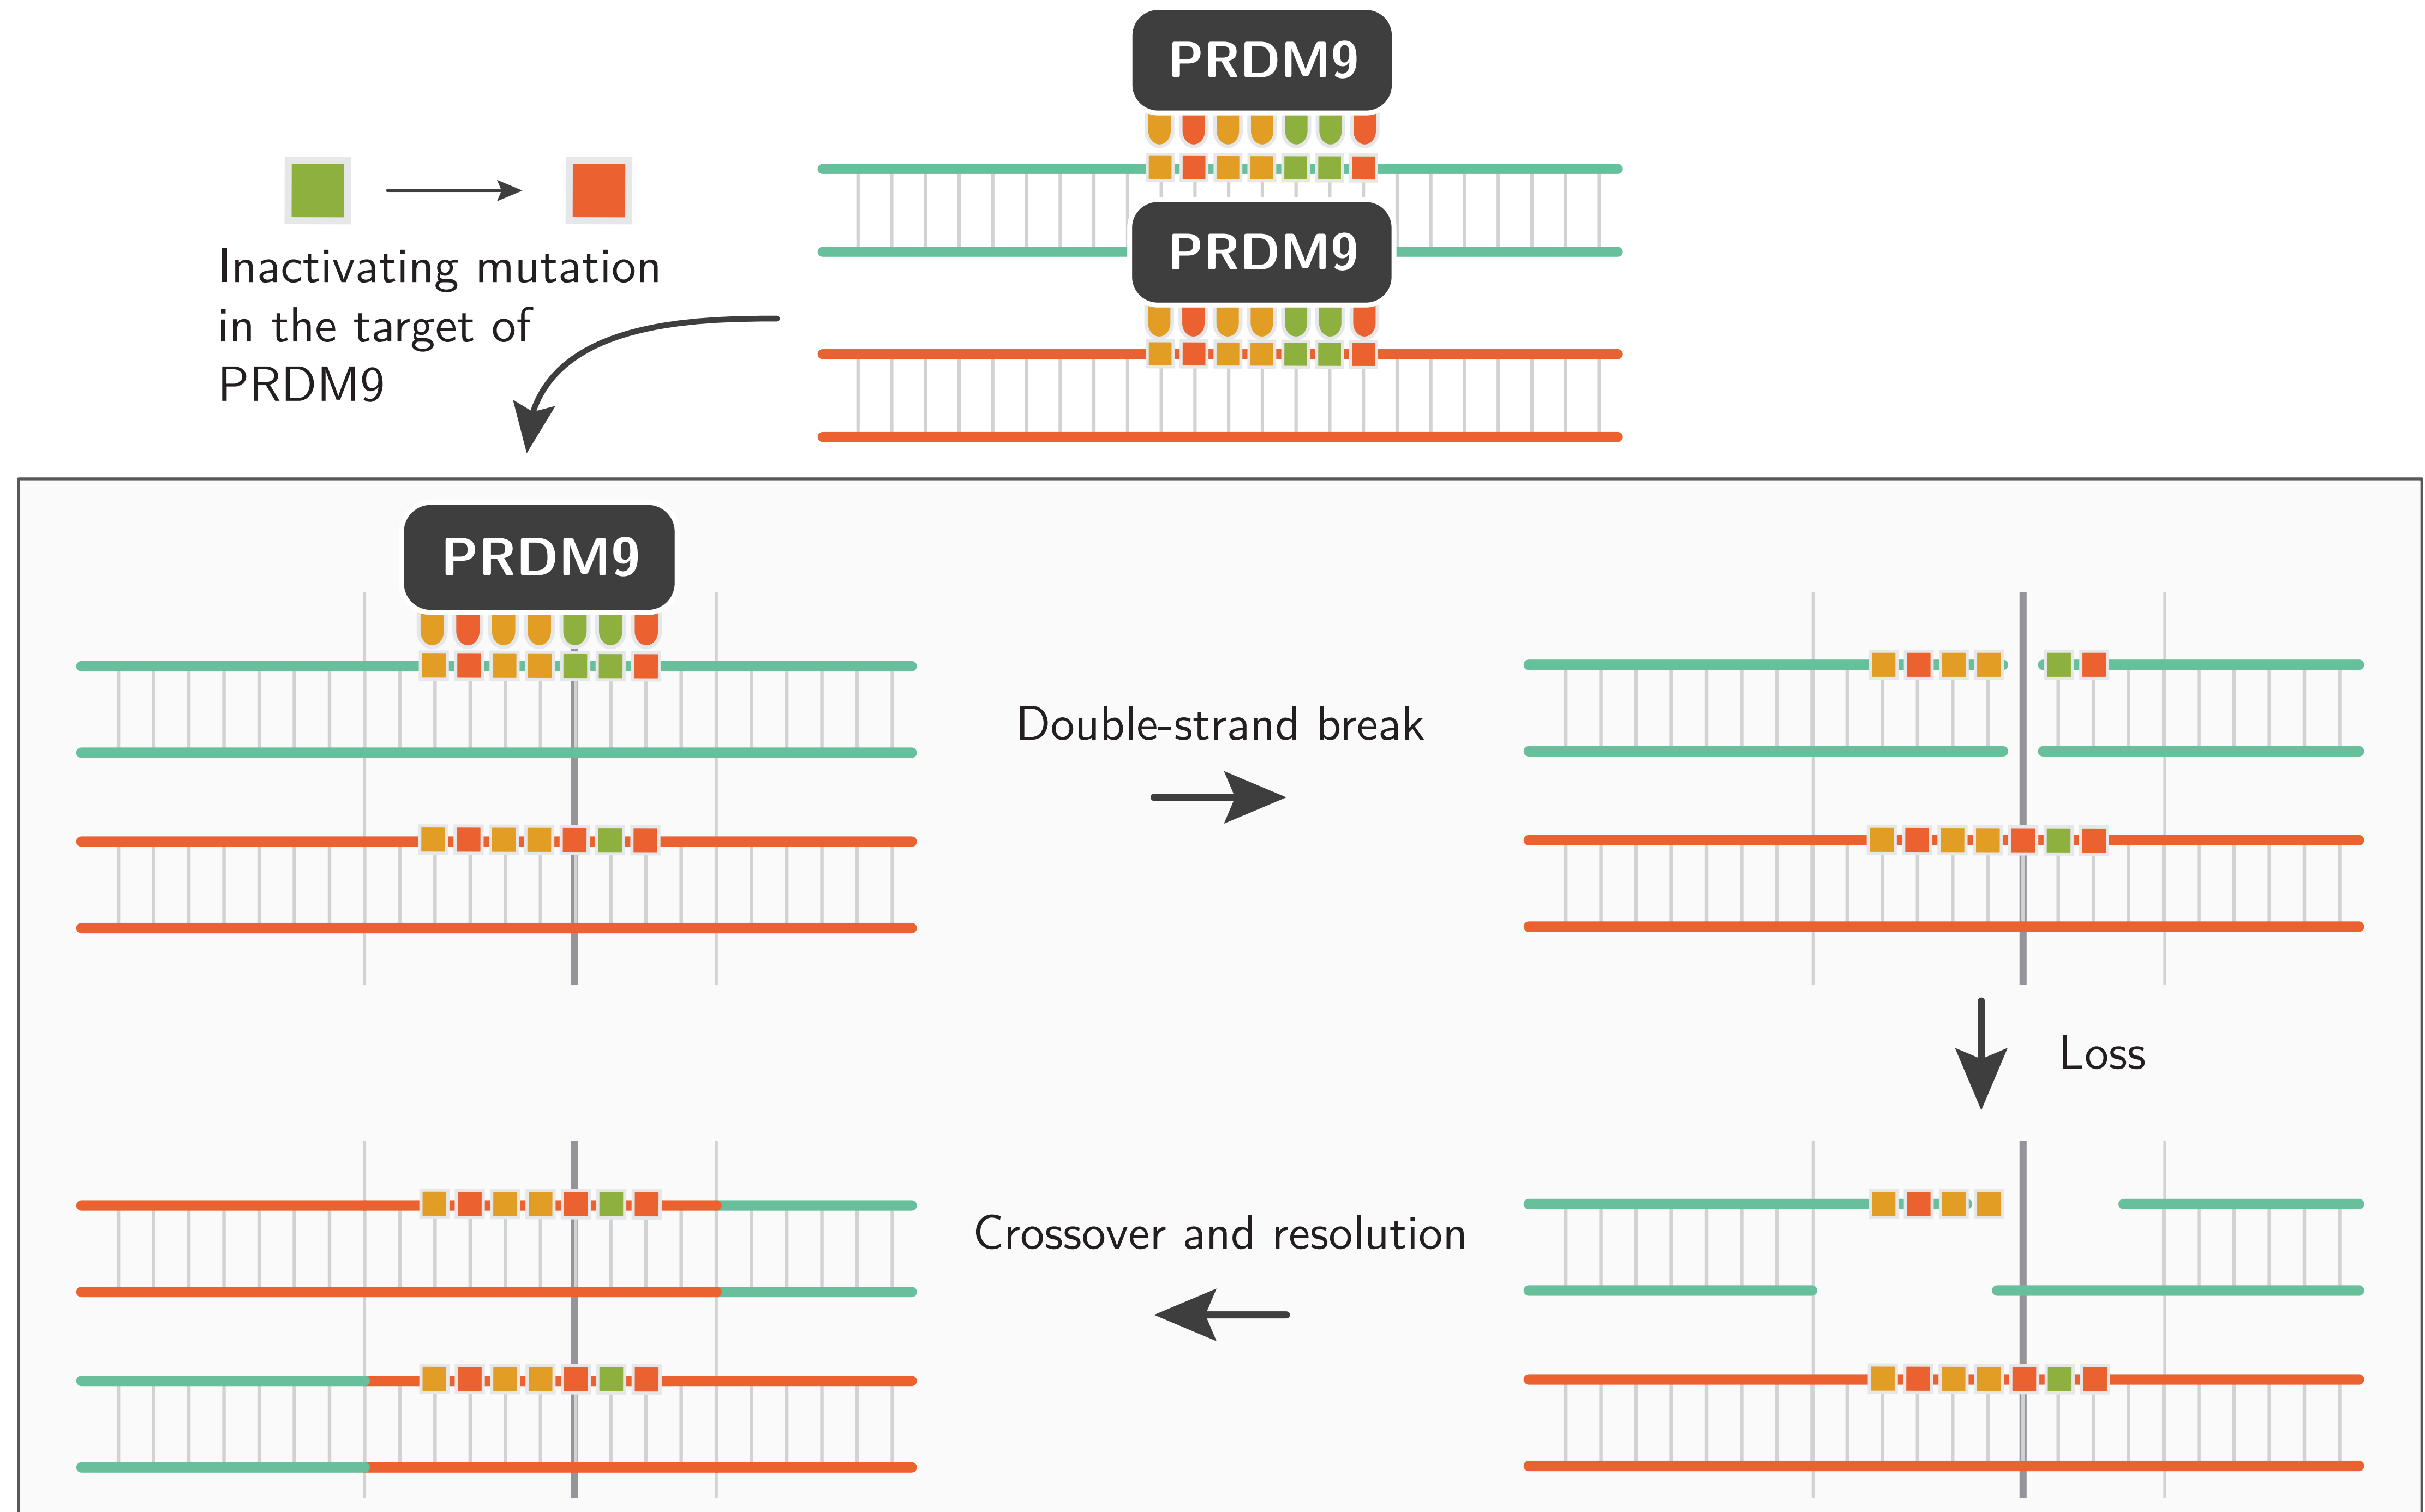 PRDM9
PRDM9
Inactivating mutation
in the target of
PRDM9
PRDM9
Double-strand break
Loss
Crossover and resolution